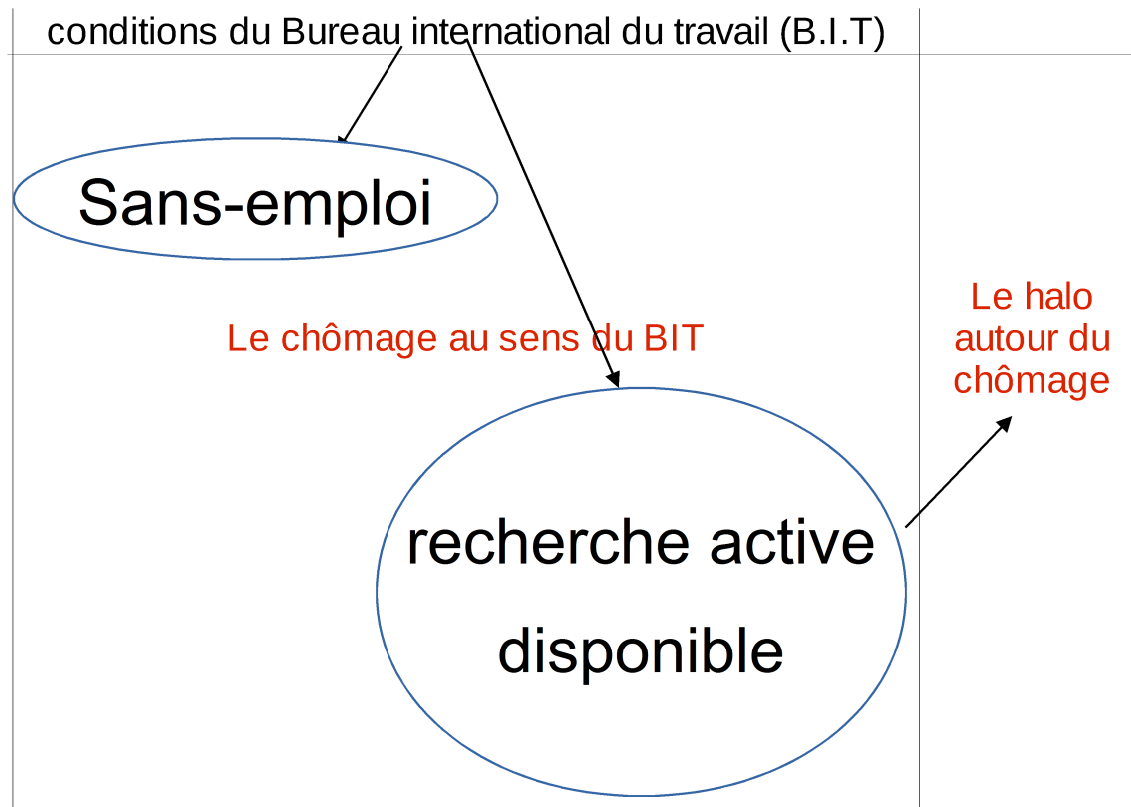 conditions du Bureau international du travail (B.I.T)
Sans-emploi
Le chômage au sens du BIT
Le halo
autour du
chômage
recherche active
disponible